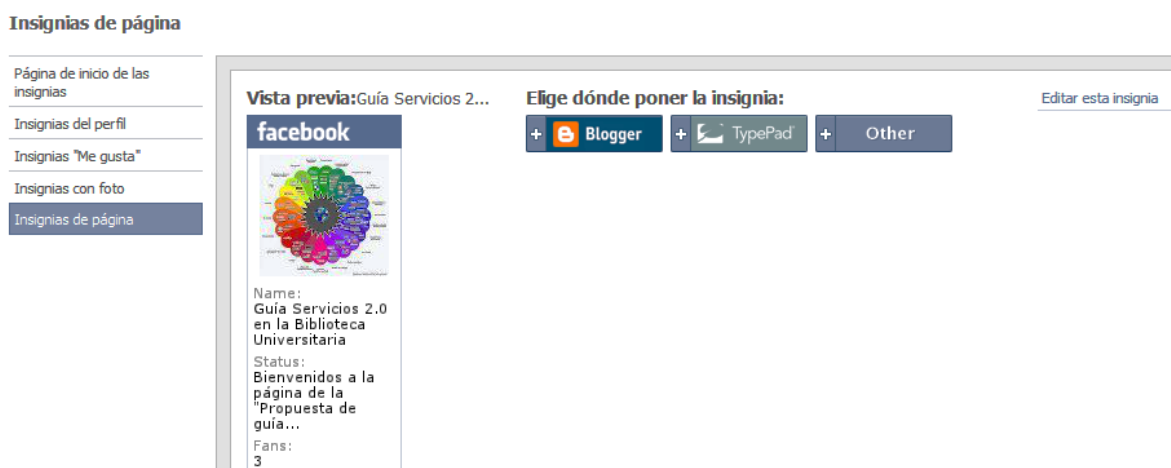 Insignias de página
Página de inicio de las
insignias
Insignias del perfil
Insignias "Me gusta"
Insignias con foto
Insignias de página
Vista previa:Guía Servicios 2...
facebook
Name:
Guía Servicios 2.0
en la Biblioteca
Universitaria
Status:
Bienvenidos a la
página de la
"Propuesta de
guía...
Fans:
3
Elige dónde poner la insignia:
+ Blogger
+ TypePad
+ Other
Editar esta insignia